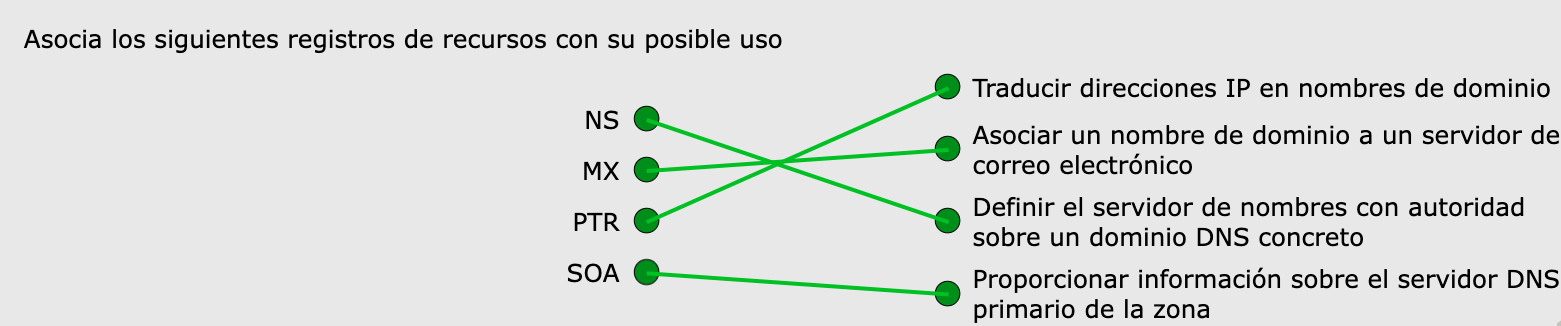 Asocia los siguientes registros de recursos con su posible uso
NS
MX
PTR
SOA
Traducir direcciones IP en nombres de dominio
Asociar un nombre de dominio a un servidor de
correo electrónico
Definir el servidor de nombres con autoridad
sobre un dominio DNS concreto
Proporcionar información sobre el servidor DNS
primario de la zona